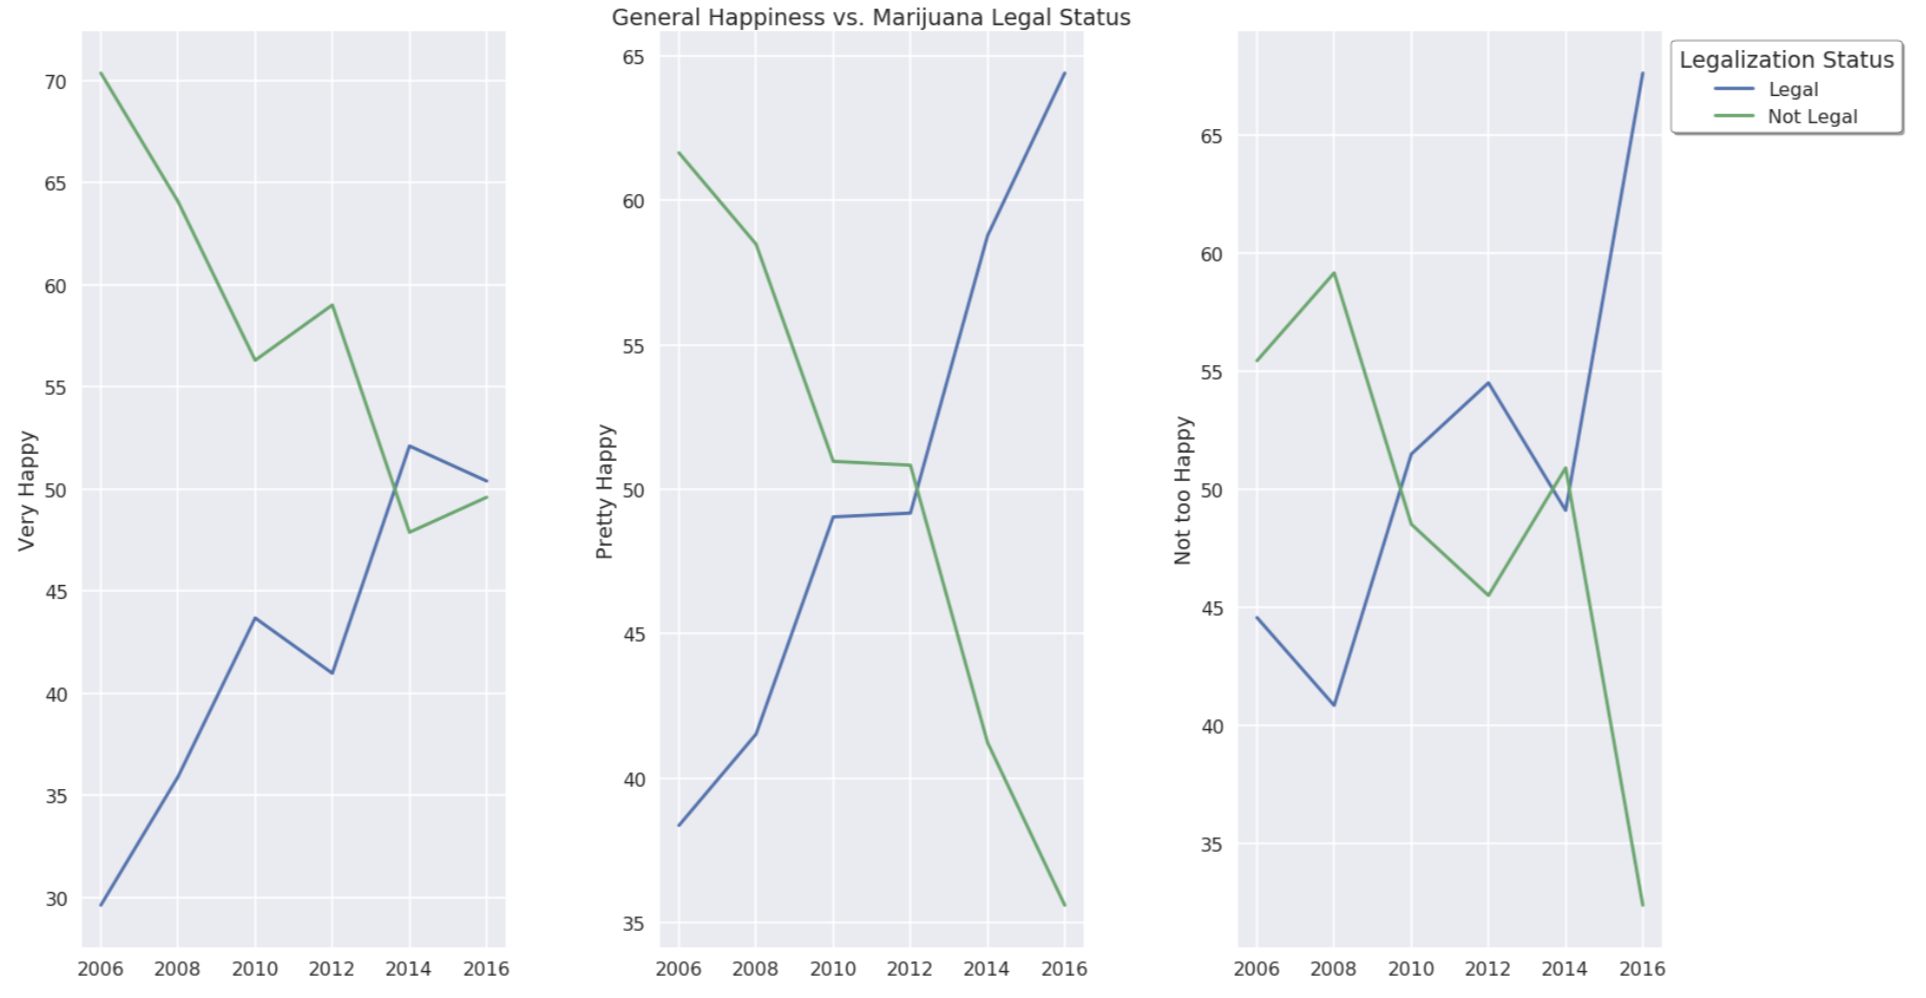 General Happiness vs. Marijuana Legal Status
Very Happy
70
65
60
55
50
45
40
35
30
2006 2008 2010 2012 2014 2016
Pretty Happy
65
60
55
50
45
40
35
2006 2008 2010 2012 2014 2016
Not too Happy
65
60
55
50
45
40
35
2006 2008 2010 2012 2014 2016
Legalization Status
Legal
Not Legal